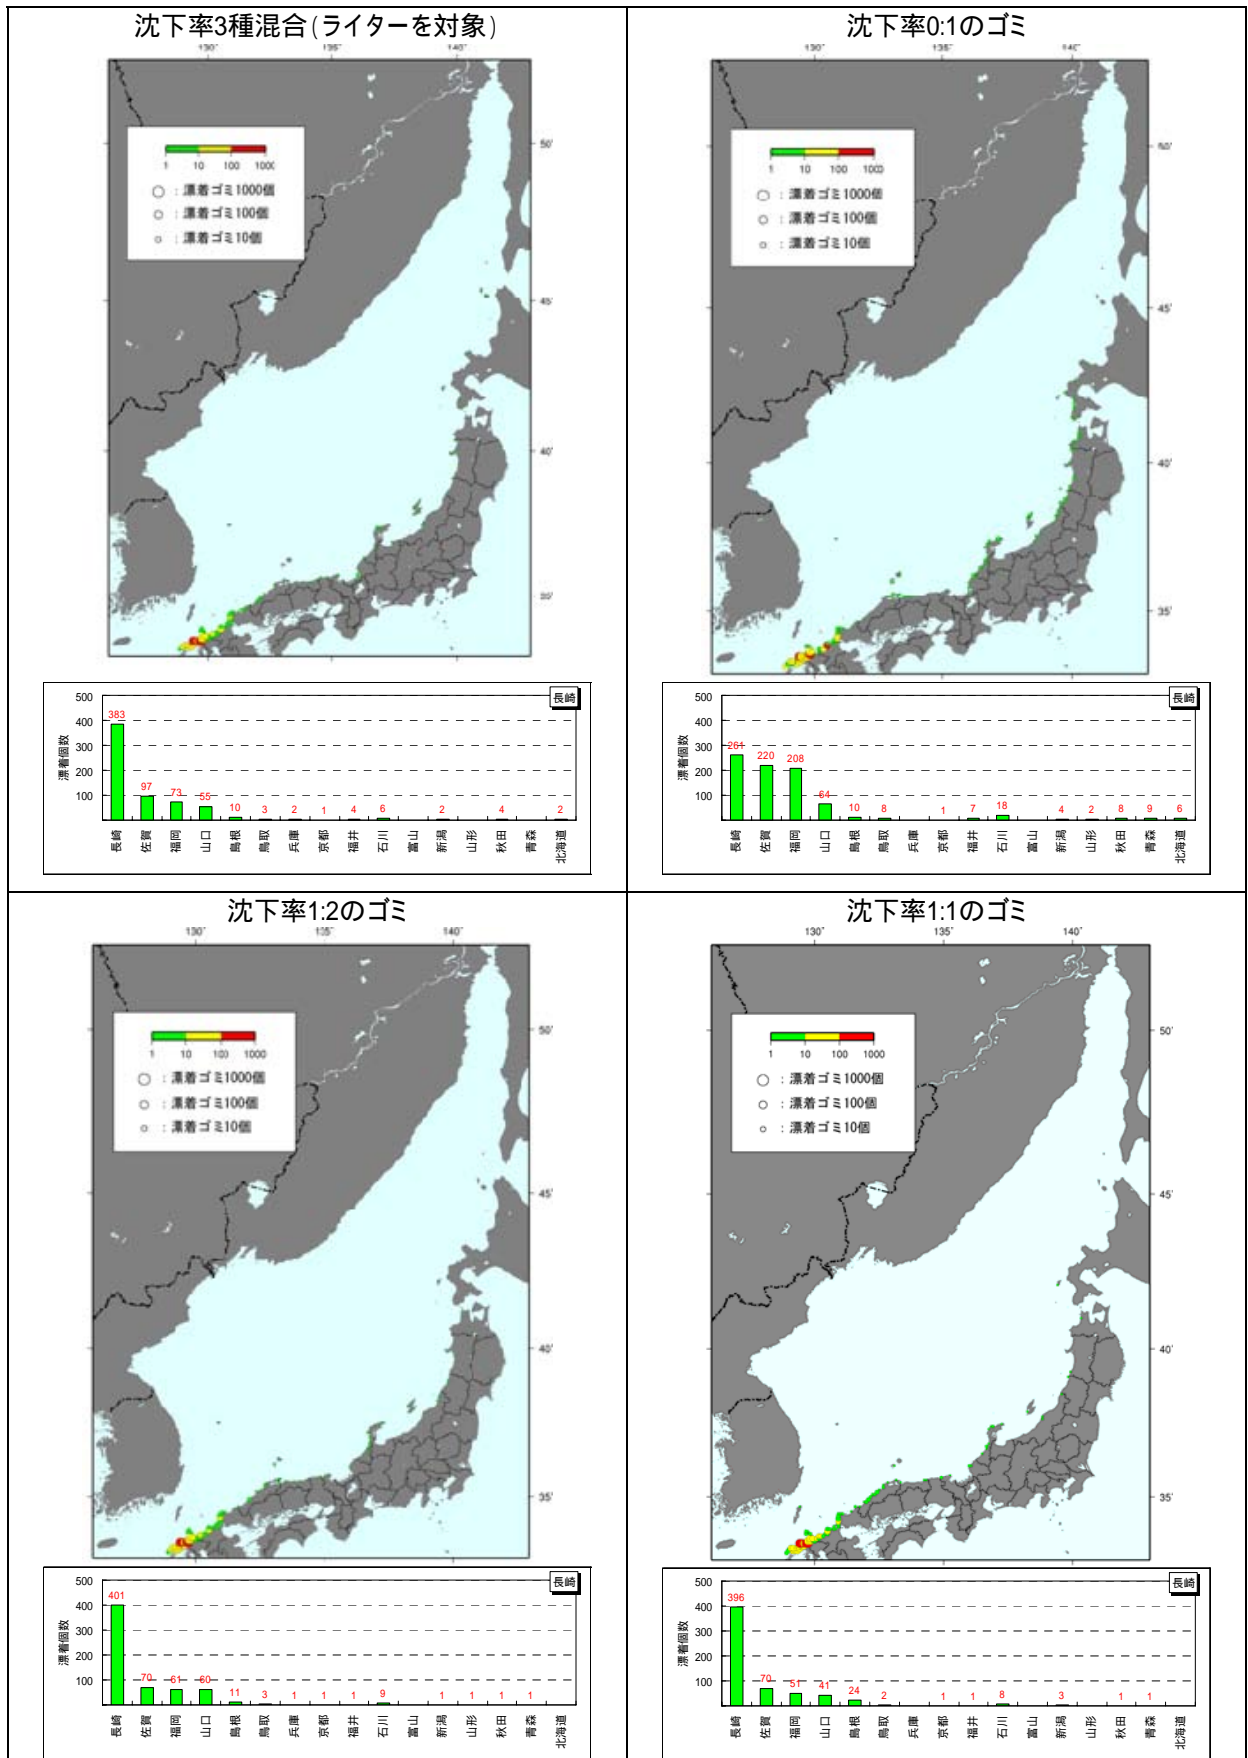 沈下率3種混合(ライターを対象)
130゜ 135゜ 140゜
1 10 100 1000
○ : 漂着ゴミ1000個
○ : 漂着ゴミ100個
○ : 漂着ゴミ10個
50゜
45゜
40゜
35゜
長崎
漂着個数
500
400
300
200
100
383 97 73 55 10 3 2 1 4 6 2 4 2
長崎 佐賀 福岡 山口 島根 鳥取 兵庫 京都 福井 石川 富山 新潟 山形 秋田 青森 北海道
沈下率0:1のゴミ
130゜ 135゜ 140゜
1 10 100 1000
○ : 漂着ゴミ1000個
○ : 漂着ゴミ100個
○ : 漂着ゴミ10個
50゜
45゜
40゜
35゜
長崎
漂着個数
500
400
300
200
100
261 220 208 64 10 8 1 7 18 4 2 8 9 6
長崎 佐賀 福岡 山口 島根 鳥取 兵庫 京都 福井 石川 富山 新潟 山形 秋田 青森 北海道
沈下率1:2のゴミ
130゜ 135゜ 140゜
1 10 100 1000
○ : 漂着ゴミ1000個
○ : 漂着ゴミ100個
○ : 漂着ゴミ10個
50゜
45゜
40゜
35゜
長崎
漂着個数
500
400
300
200
100
401 70 61 60 11 3 1 1 1 9 1 1 1 1
長崎 佐賀 福岡 山口 島根 鳥取 兵庫 京都 福井 石川 富山 新潟 山形 秋田 青森 北海道
沈下率1:1のゴミ
130゜ 135゜ 140゜
1 10 100 1000
○ : 漂着ゴミ1000個
○ : 漂着ゴミ100個
○ : 漂着ゴミ10個
50゜
45゜
40゜
35゜
長崎
漂着個数
500
400
300
200
100
396 70 51 41 24 2 1 1 8 3 1 1
長崎 佐賀 福岡 山口 島根 鳥取 兵庫 京都 福井 石川 富山 新潟 山形 秋田 青森 北海道